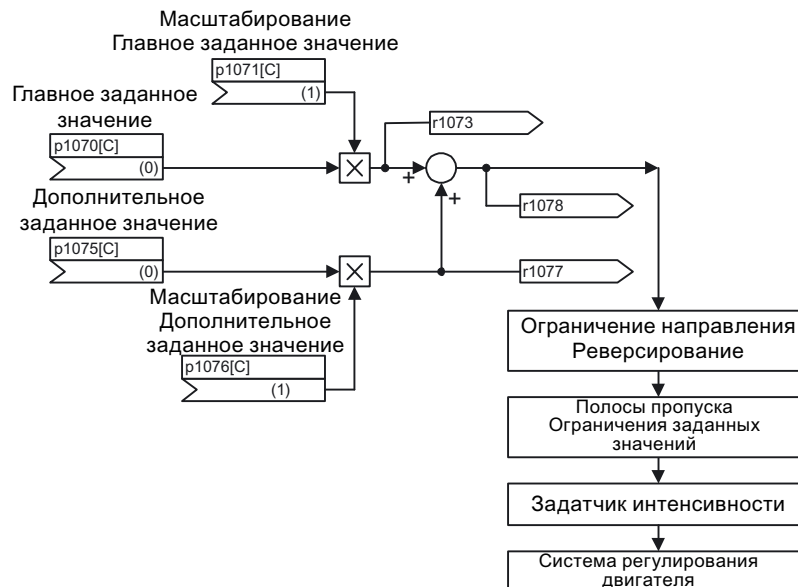 Масштабирование
Главное заданное значение
p1071[C]
(1)
Главное заданное
значение
p1070[C]
(0)
r1073
+
+
Дополнительное
заданное значение
p1075[C]
(0)
r1078
r1077
Масштабирование
Дополнительное
заданное значение
p1076[C]
(1)
Ограничение направления
Реверсирование
Полосы пропуска
Ограничения заданных
значений
Задатчик интенсивности
Система регулирования
двигателя